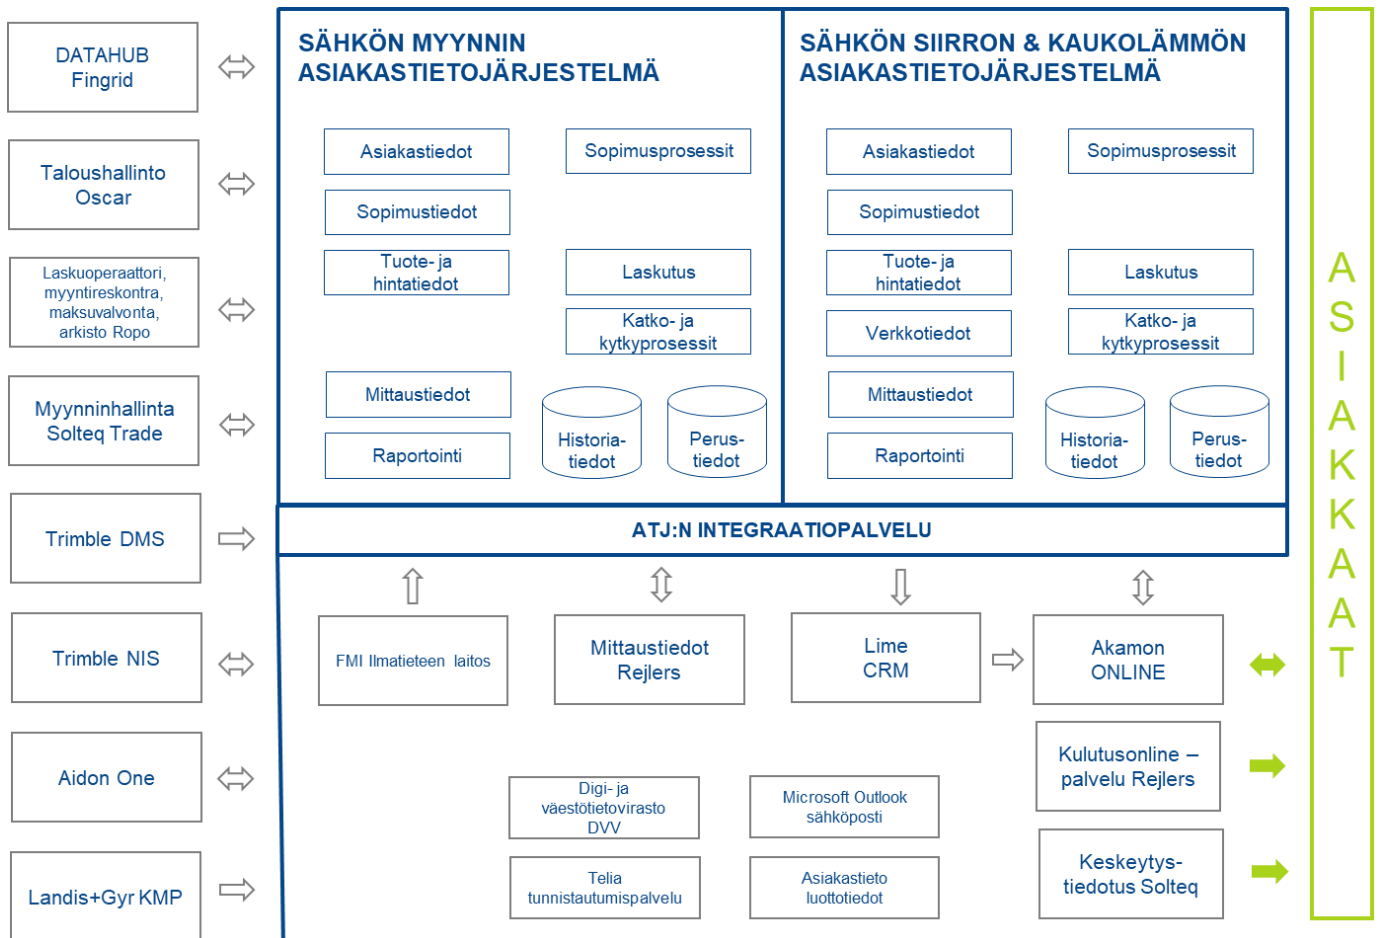 DATAHUB
Fingrid
Taloushallinto
Oscar
Laskuoperaattori,
myyntireskontra,
maksuvalvonta,
arkisto Ropo
Myynninhallinta
Solteq Trade
Trimble DMS
Trimble NIS
Aidon One
Landis+Gyr KMP
SÄHKÖN MYYNNIN
ASIAKASTIETOJÄRJESTELMÄ
Asiakastiedot
Sopimusprosessit
Sopimustiedot
Tuote- ja
hintatiedot
Laskutus
Katko- ja
kytkyprosessit
Mittaustiedot
Raportointi
Historia-
tiedot
Perus-
tiedot
SÄHKÖN SIIRRON & KAUKOLÄMMÖN
ASIAKASTIETOJÄRJESTELMÄ
Asiakastiedot
Sopimusprosessit
Sopimustiedot
Tuote- ja
hintatiedot
Laskutus
Verkkotiedot
Katko- ja
kytkyprosessit
Mittaustiedot
Raportointi
Historia-
tiedot
Perus-
tiedot
ATJ:N INTEGRAATIOPALVELU
FMI Ilmatieteen laitos
Mittaustiedot
Rejlers
Lime
CRM
Akamon
ONLINE
Kulutusonline –
palvelu Rejlers
Digi- ja
väestötietovirasto
DVV
Microsoft Outlook
sähköposti
Telia
tunnistautumispalvelu
Asiakastieto
luottotiedot
Keskeytys-
tiedotus Solteq
ASIAKKAAT